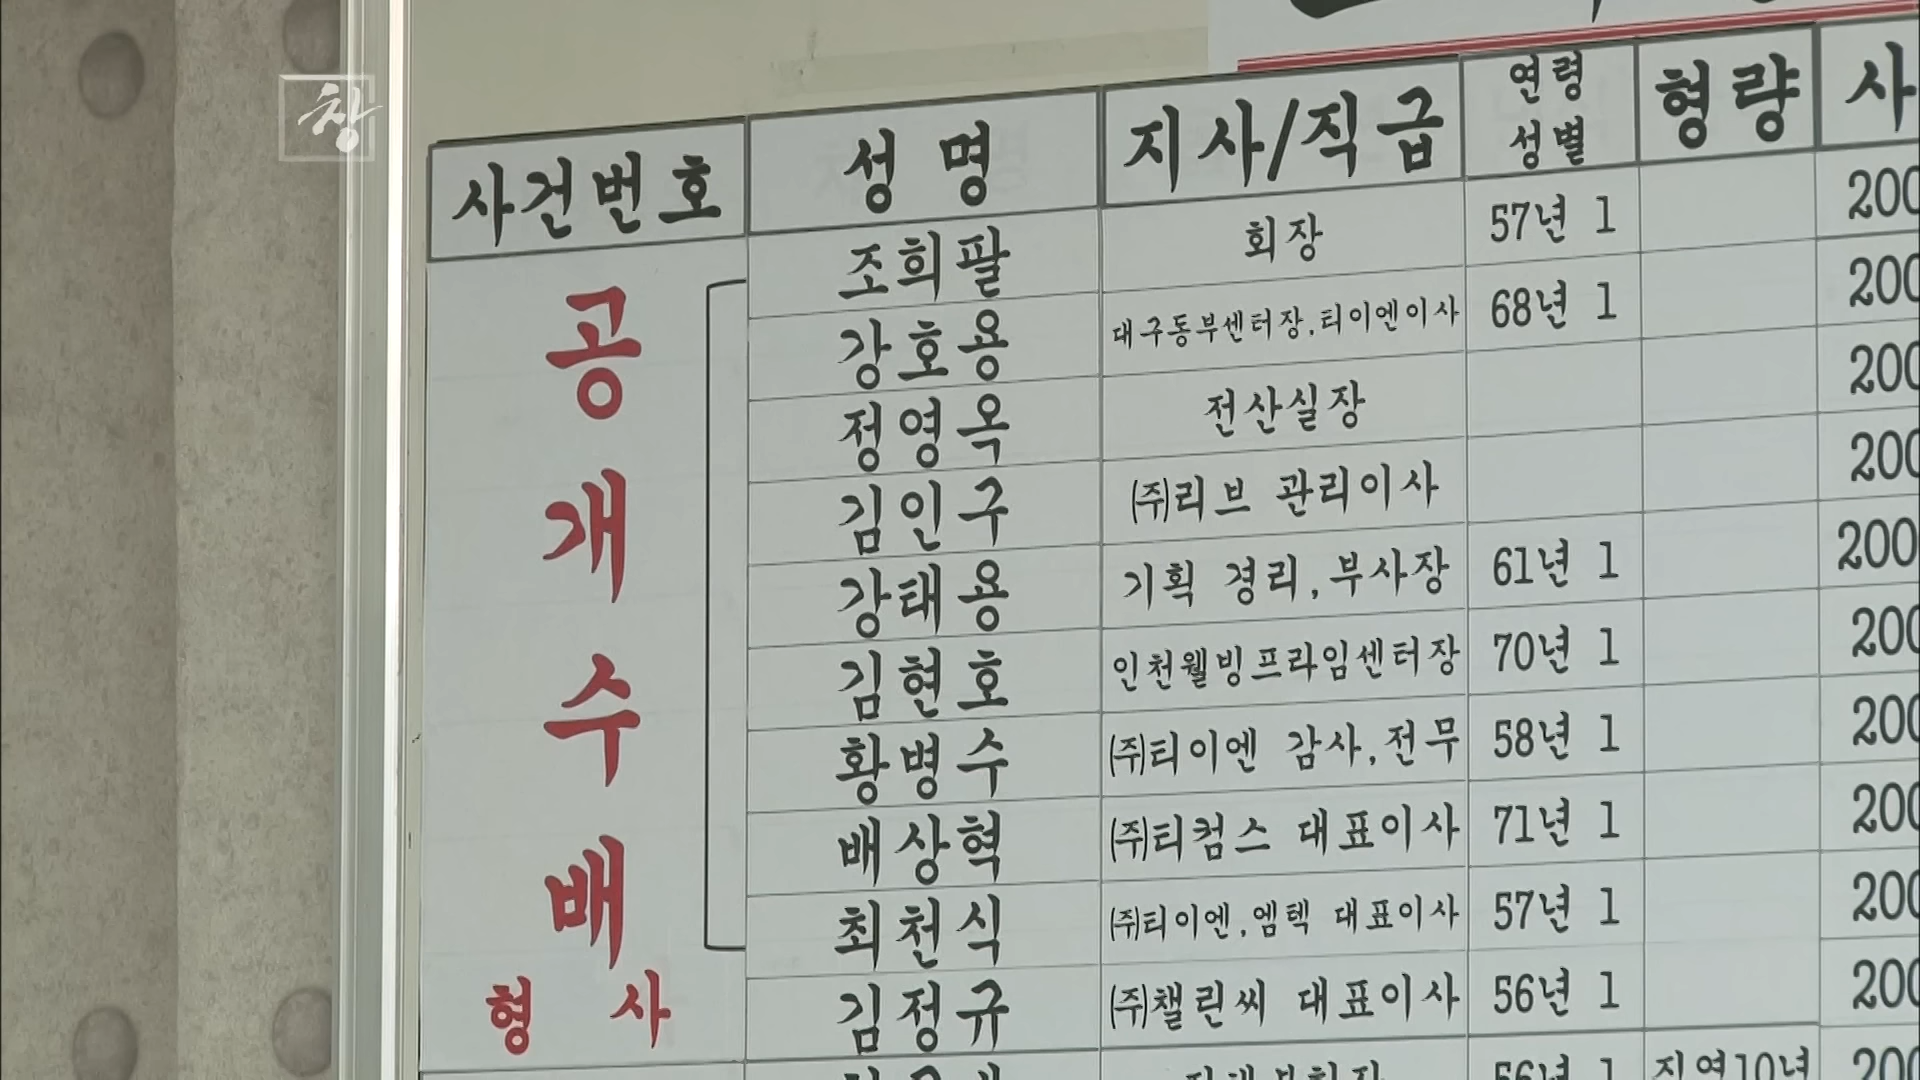 창
사건번호 성 명 지사/직급 연령 성별 형량 사
공개수배
조희팔 회장 57년 1 200
강호용 대구동부센터장,티이엔이사 68년 1 200
정영옥 전산실장 200
김인구 ㈜리브 관리이사 200
강태용 기획 경리,부사장 61년 1 200
김현호 인천웰빙프라임센터장 70년 1 200
황병수 ㈜티이엔 감사,전무 58년 1 200
배상혁 ㈜티컴스 대표이사 71년 1 200
최천식 ㈜티이엔,엠텍 대표이사 57년 1 200
형 사 김정규 ㈜챌린씨 대표이사 56년 1 200
56년 1 지역10년 200